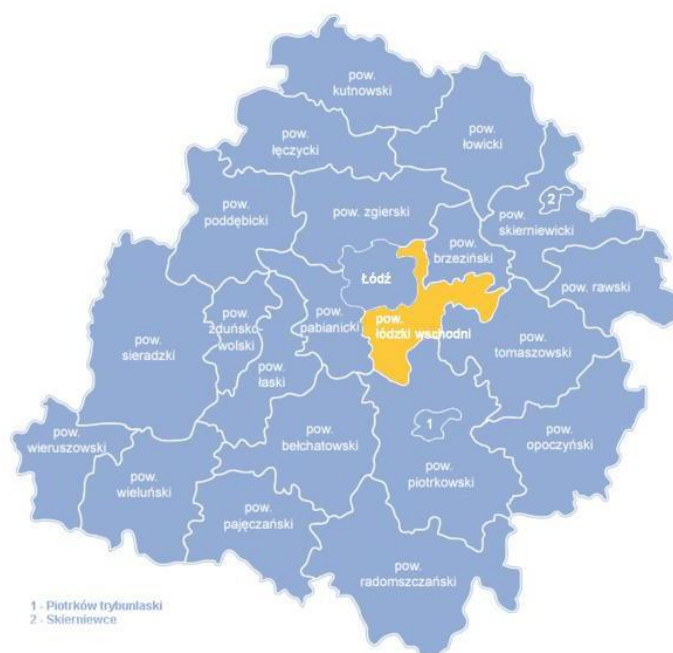 pow.
kutnowski
pow.
łęczycki
pow.
łowicki
pow.
poddębicki
pow. zgierski
2
pow.
skierniewicki
pow.
brzeziński
Łódź
pow. rawski
pow.
zduńsko-
wolski
pow.
pabianicki
pow.
łódzki wschodni
pow.
sieradzki
pow.
tomaszowski
pow.
łaski
1
pow.
wieruszowski
pow.
bełchatowski
pow.
opoczyński
pow.
wieluński
pow.
piotrkowski
pow.
pajęczański
pow.
radomszczański
1 - Piotrków trybunlaski
2 - Skierniewce